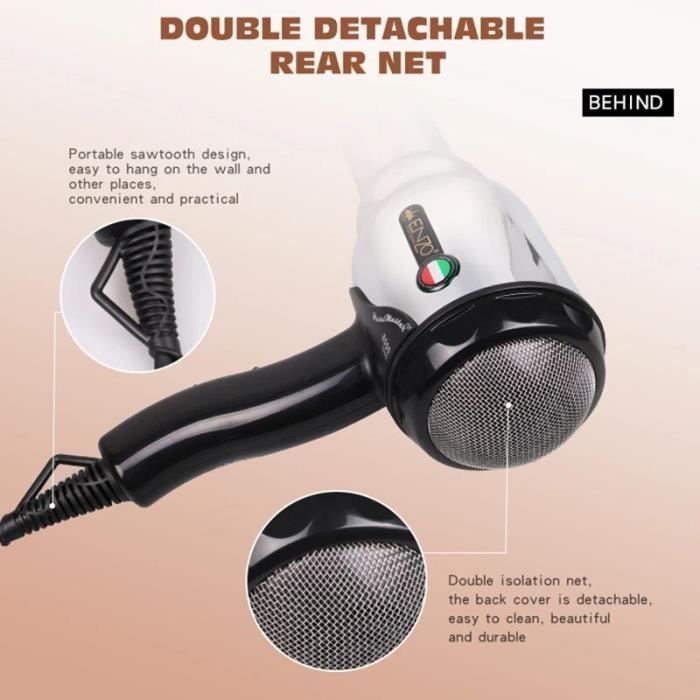 DOUBLE DETACHABLE
REAR NET
BEHIND
Portable sawtooth design,
easy to hang on the wall and
other places,
convenient and practical
ENZO
Double isolation net,
the back cover is detachable,
easy to clean, beautiful
and durable